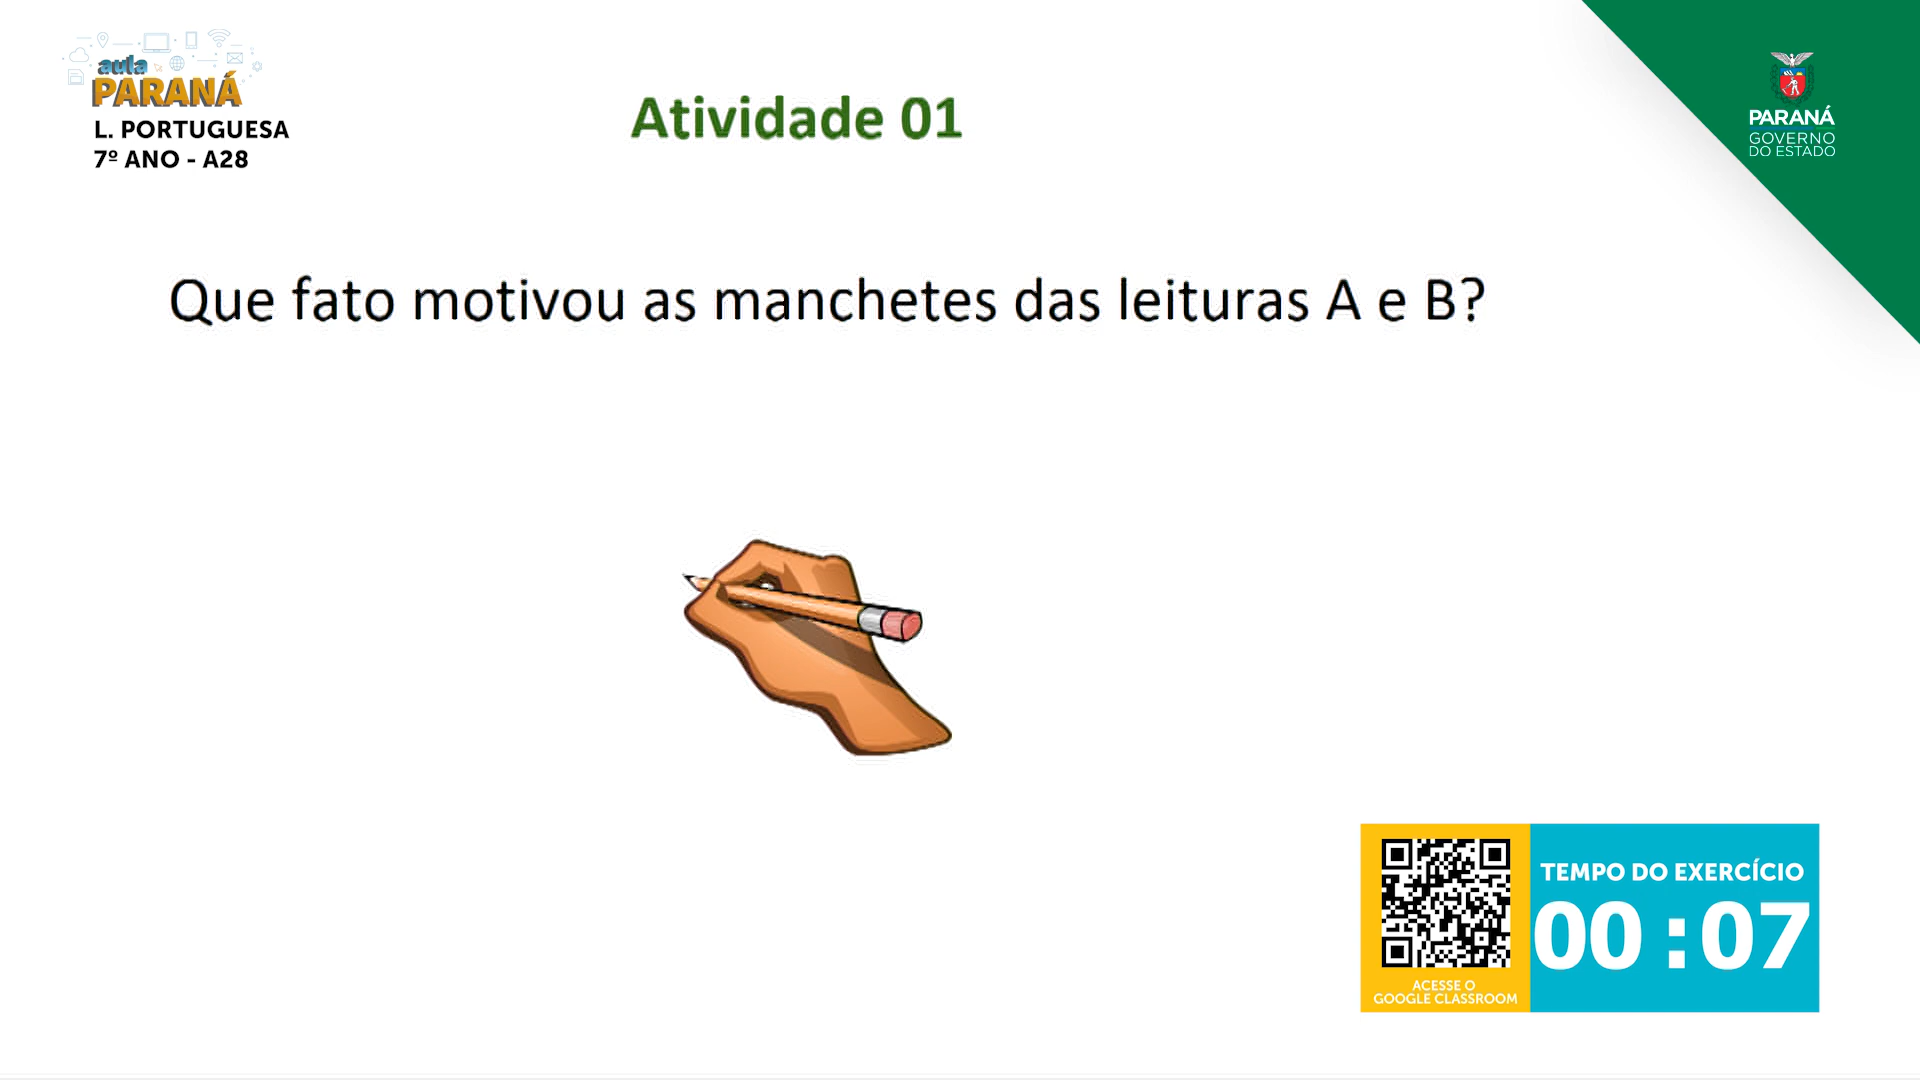 aula
PARANÁ
L. PORTUGUESA
7º ANO - A28
Atividade 01
PARANÁ
GOVERNO
DO ESTADO
Que fato motivou as manchetes das leituras A e B?
TEMPO DO EXERCÍCIO
00 : 07
ACESSE O
GOOGLE CLASSROOM